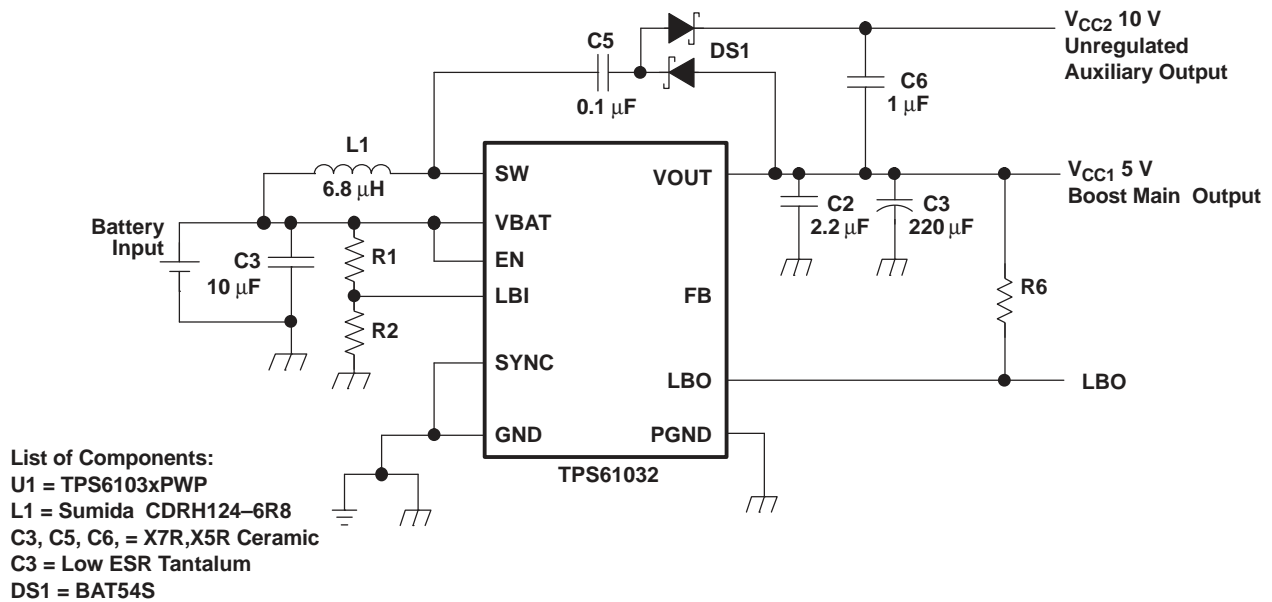 V_CC2 10 V
Unregulated
Auxiliary Output
C5
0.1 μF
DS1
C6
1 μF
L1
6.8 μH
SW
VOUT
V_CC1 5 V
Boost Main Output
C2
2.2 μF
C3
220 μF
Battery
Input
C3
10 μF
VBAT
R1
EN
LBI
FB
R6
R2
SYNC
LBO
LBO
GND
PGND
TPS61032
List of Components:
U1 = TPS6103xPWP
L1 = Sumida CDRH124–6R8
C3, C5, C6, = X7R,X5R Ceramic
C3 = Low ESR Tantalum
DS1 = BAT54S